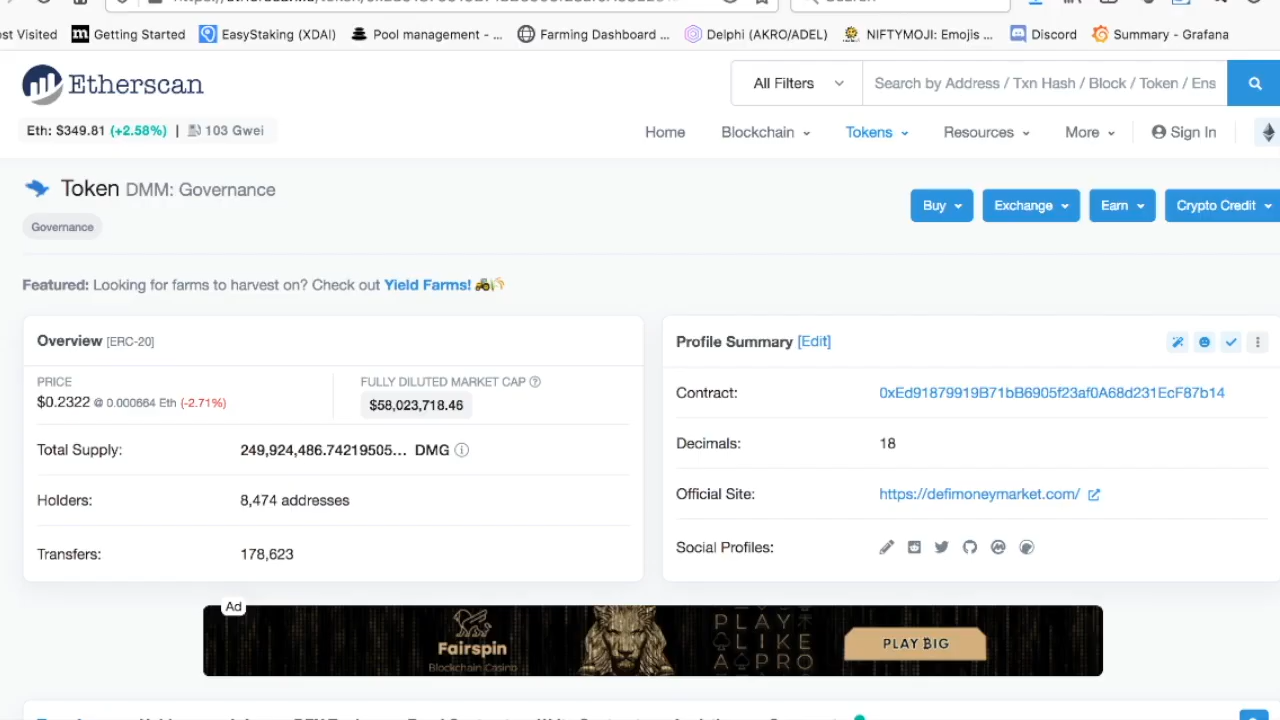 Search
st Visited
Getting Started
EasyStaking (XDAI)
Pool management - ...
Farming Dashboard ...
Delphi (AKRO/ADEL)
NIFTYMOJI: Emojis ...
Discord
Summary - Grafana
Etherscan
All Filters
Search by Address / Txn Hash / Block / Token / Ens
Eth: $349.81 (+2.58%) | 103 Gwei
Home
Blockchain
Tokens
Resources
More
Sign In
Token DMM: Governance
Buy
Exchange
Earn
Crypto Credit
Governance
Featured: Looking for farms to harvest on? Check out Yield Farms!
Overview [ERC-20]
PRICE
$0.2322 @ 0.000664 Eth (-2.71%)
FULLY DILUTED MARKET CAP
$58,023,718.46
Total Supply:
249,924,486.74219505... DMG
Holders:
8,474 addresses
Transfers:
178,623
Profile Summary [Edit]
Contract:
0xEd91879919B71bB6905f23af0A68d231EcF87b14
Decimals:
18
Official Site:
https://defimoneymarket.com/
Social Profiles:
Ad
Fairspin
Blockchain Casino
PLAY
LIKE
A PRO
PLAY BIG